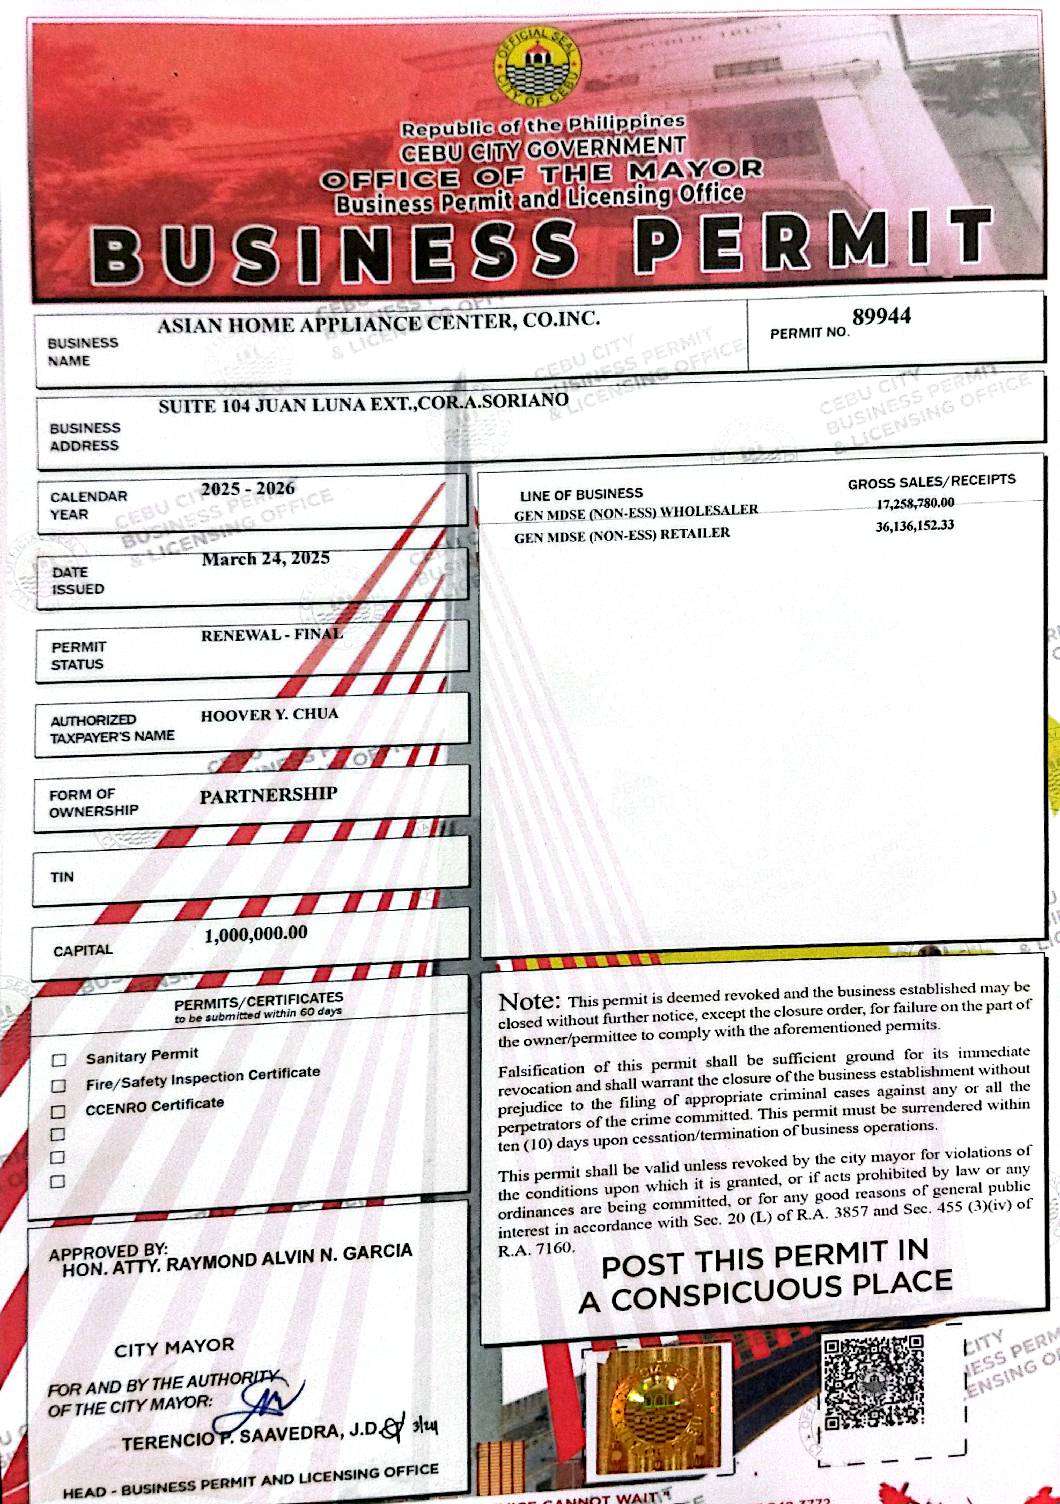 OFFICIAL SEAL
CITY OF CEBU
Republic of the Philippines
CEBU CITY GOVERNMENT
OFFICE OF THE MAYOR
Business Permit and Licensing Office
BUSINESS PERMIT
BUSINESS NAME
ASIAN HOME APPLIANCE CENTER, CO.INC.
PERMIT NO. 89944
BUSINESS ADDRESS
SUITE 104 JUAN LUNA EXT.,COR.A.SORIANO
CALENDAR YEAR
2025 - 2026
DATE ISSUED
March 24, 2025
PERMIT STATUS
RENEWAL - FINAL
AUTHORIZED TAXPAYER'S NAME
HOOVER Y. CHUA
FORM OF OWNERSHIP
PARTNERSHIP
TIN
CAPITAL
1,000,000.00
LINE OF BUSINESS GROSS SALES/RECEIPTS
GEN MDSE (NON-ESS) WHOLESALER 17,258,780.00
GEN MDSE (NON-ESS) RETAILER 36,136,152.33
PERMITS/CERTIFICATES
to be submitted within 60 days
Sanitary Permit
Fire/Safety Inspection Certificate
CCENRO Certificate
Note: This permit is deemed revoked and the business established may be
closed without further notice, except the closure order, for failure on the part of
the owner/permittee to comply with the aforementioned permits.
Falsification of this permit shall be sufficient ground for its immediate
revocation and shall warrant the closure of the business establishment without
prejudice to the filing of appropriate criminal cases against any or all the
perpetrators of the crime committed. This permit must be surrendered within
ten (10) days upon cessation/termination of business operations.
This permit shall be valid unless revoked by the city mayor for violations of
the conditions upon which it is granted, or if acts prohibited by law or any
ordinances are being committed, or for any good reasons of general public
interest in accordance with Sec. 20 (L) of R.A. 3857 and Sec. 455 (3)(iv) of
R.A. 7160.
POST THIS PERMIT IN
A CONSPICUOUS PLACE
APPROVED BY:
HON. ATTY. RAYMOND ALVIN N. GARCIA
CITY MAYOR
FOR AND BY THE AUTHORITY
OF THE CITY MAYOR:
TERENCIO P. SAAVEDRA, J.D. 3/24
HEAD - BUSINESS PERMIT AND LICENSING OFFICE
CEBU CITY
BUSINESS PERMIT
& LICENSING OFFICE
CANNOT WAIT